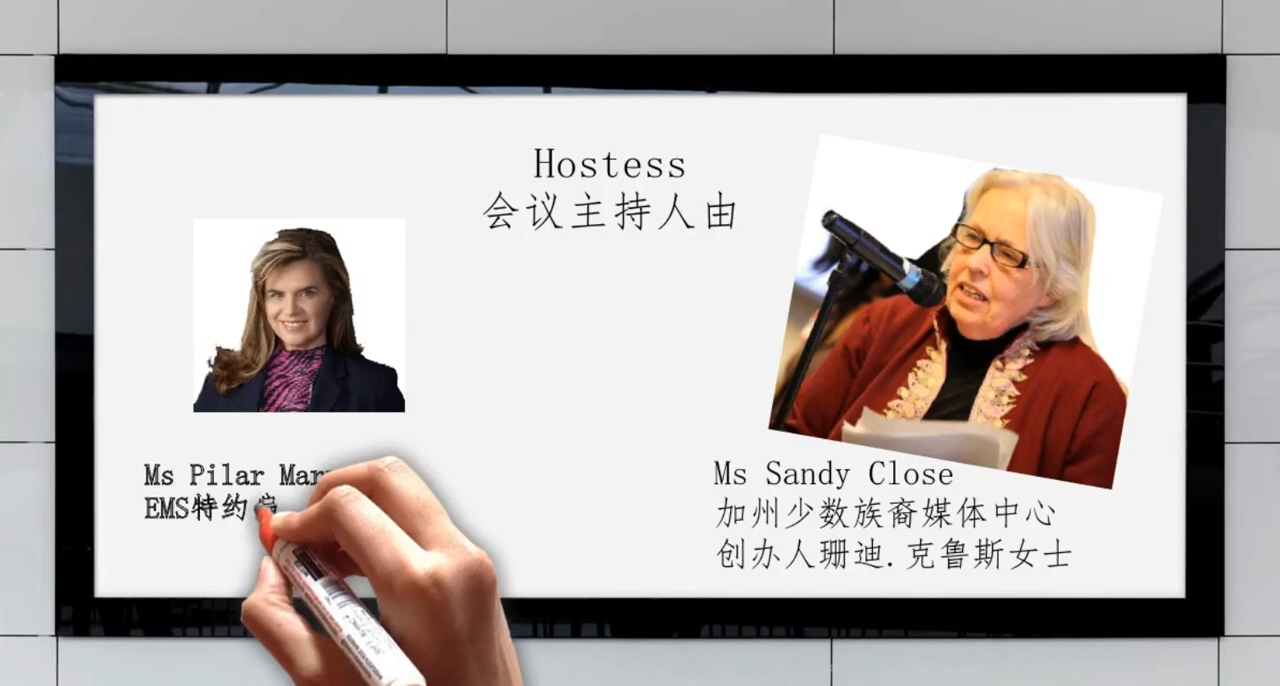 Hostess
会议主持人由
Ms Pilar
EMS特约
Ms Sandy Close
加州少数族裔媒体中心
创办人珊迪.克鲁斯女士